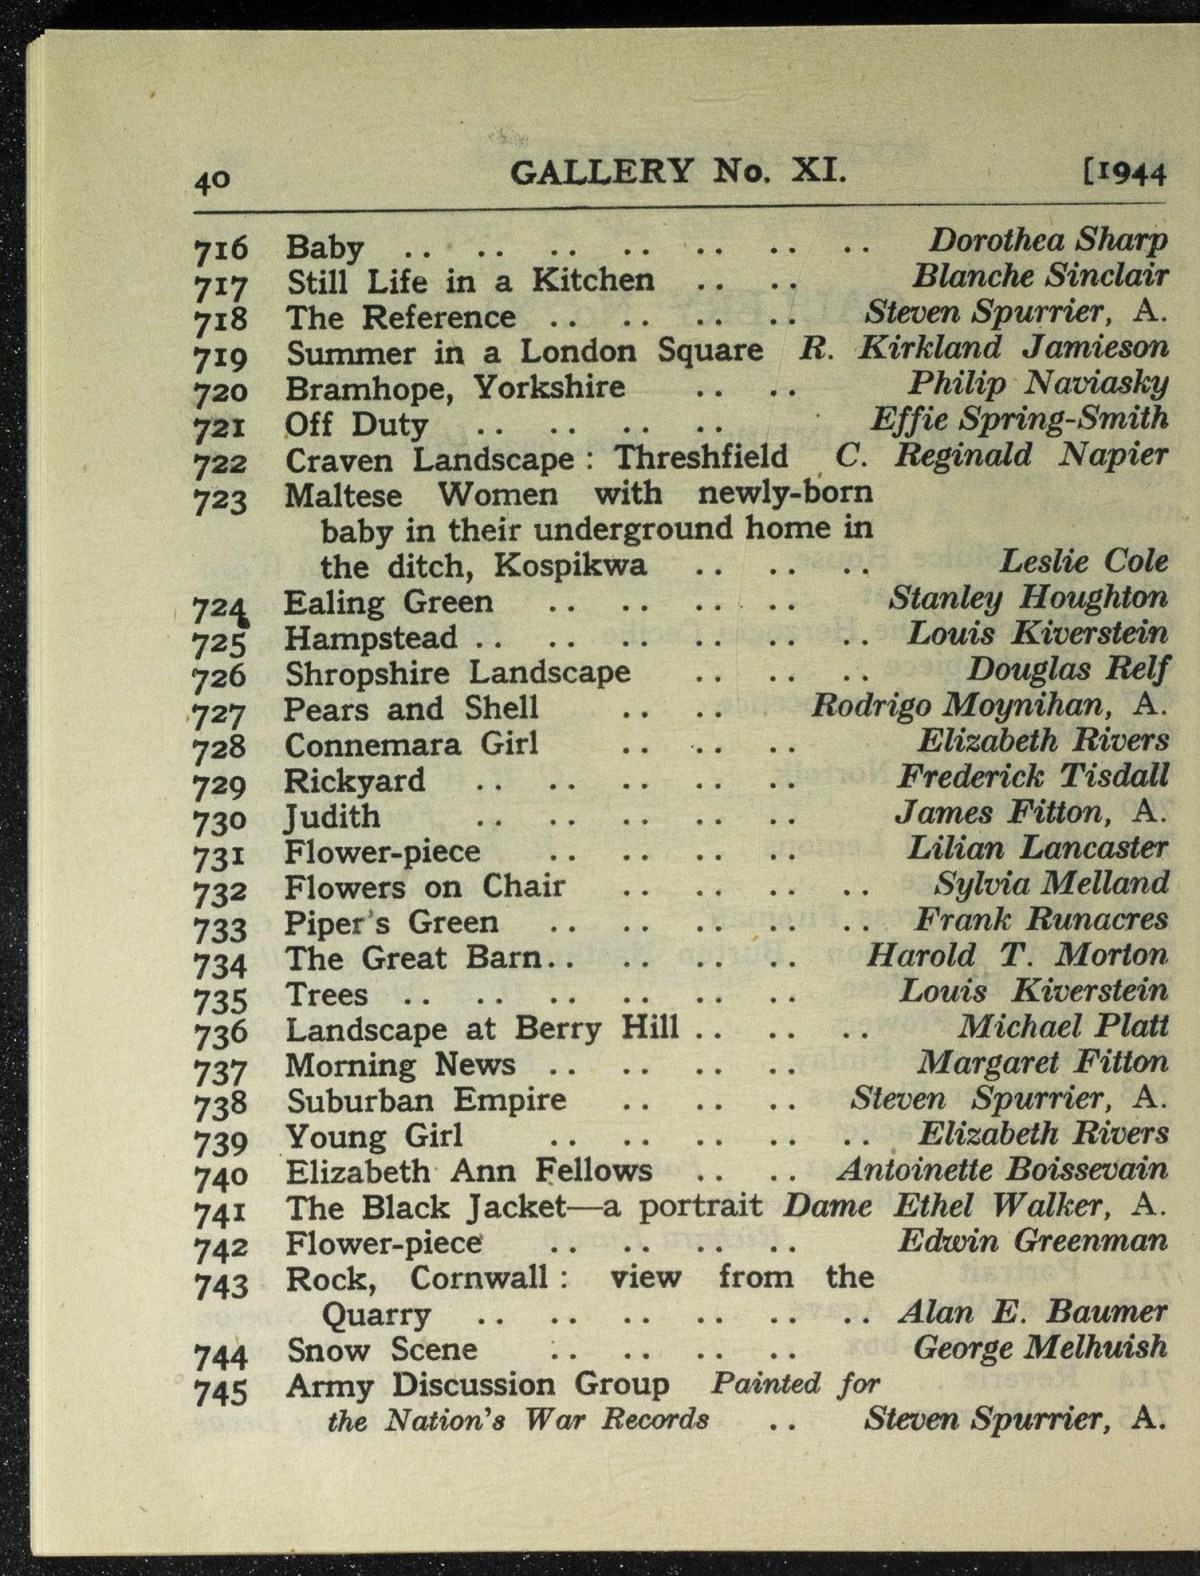 40 GALLERY No. XI. [1944
716 Baby .. .. .. .. .. .. .. Dorothea Sharp
717 Still Life in a Kitchen .. .. Blanche Sinclair
718 The Reference .. .. .. .. Steven Spurrier, A.
719 Summer in a London Square R. Kirkland Jamieson
720 Bramhope, Yorkshire .. .. Philip Naviasky
721 Off Duty .. .. .. .. Effie Spring-Smith
722 Craven Landscape : Threshfield C. Reginald Napier
723 Maltese Women with newly-born
baby in their underground home in
the ditch, Kospikwa .. .. .. Leslie Cole
724 Ealing Green .. .. .. .. Stanley Houghton
725 Hampstead .. .. .. .. .. .. Louis Kiverstein
726 Shropshire Landscape .. .. .. Douglas Relf
727 Pears and Shell .. .. Rodrigo Moynihan, A.
728 Connemara Girl .. .. .. Elizabeth Rivers
729 Rickyard .. .. .. .. .. Frederick Tisdall
730 Judith .. .. .. .. .. James Fitton, A.
731 Flower-piece .. .. .. .. Lilian Lancaster
732 Flowers on Chair .. .. .. .. Sylvia Melland
733 Piper's Green .. .. .. .. .. Frank Runacres
734 The Great Barn .. .. .. .. Harold T. Morton
735 Trees .. .. .. .. .. .. Louis Kiverstein
736 Landscape at Berry Hill .. .. .. Michael Platt
737 Morning News .. .. .. .. Margaret Fitton
738 Suburban Empire .. .. .. Steven Spurrier, A.
739 Young Girl .. .. .. .. .. Elizabeth Rivers
740 Elizabeth Ann Fellows .. .. Antoinette Boissevain
741 The Black Jacket—a portrait Dame Ethel Walker, A.
742 Flower-piece .. .. .. .. Edwin Greenman
743 Rock, Cornwall : view from the
Quarry .. .. .. .. .. .. Alan E. Baumer
744 Snow Scene .. .. .. .. George Melhuish
745 Army Discussion Group Painted for
the Nation's War Records .. Steven Spurrier, A.